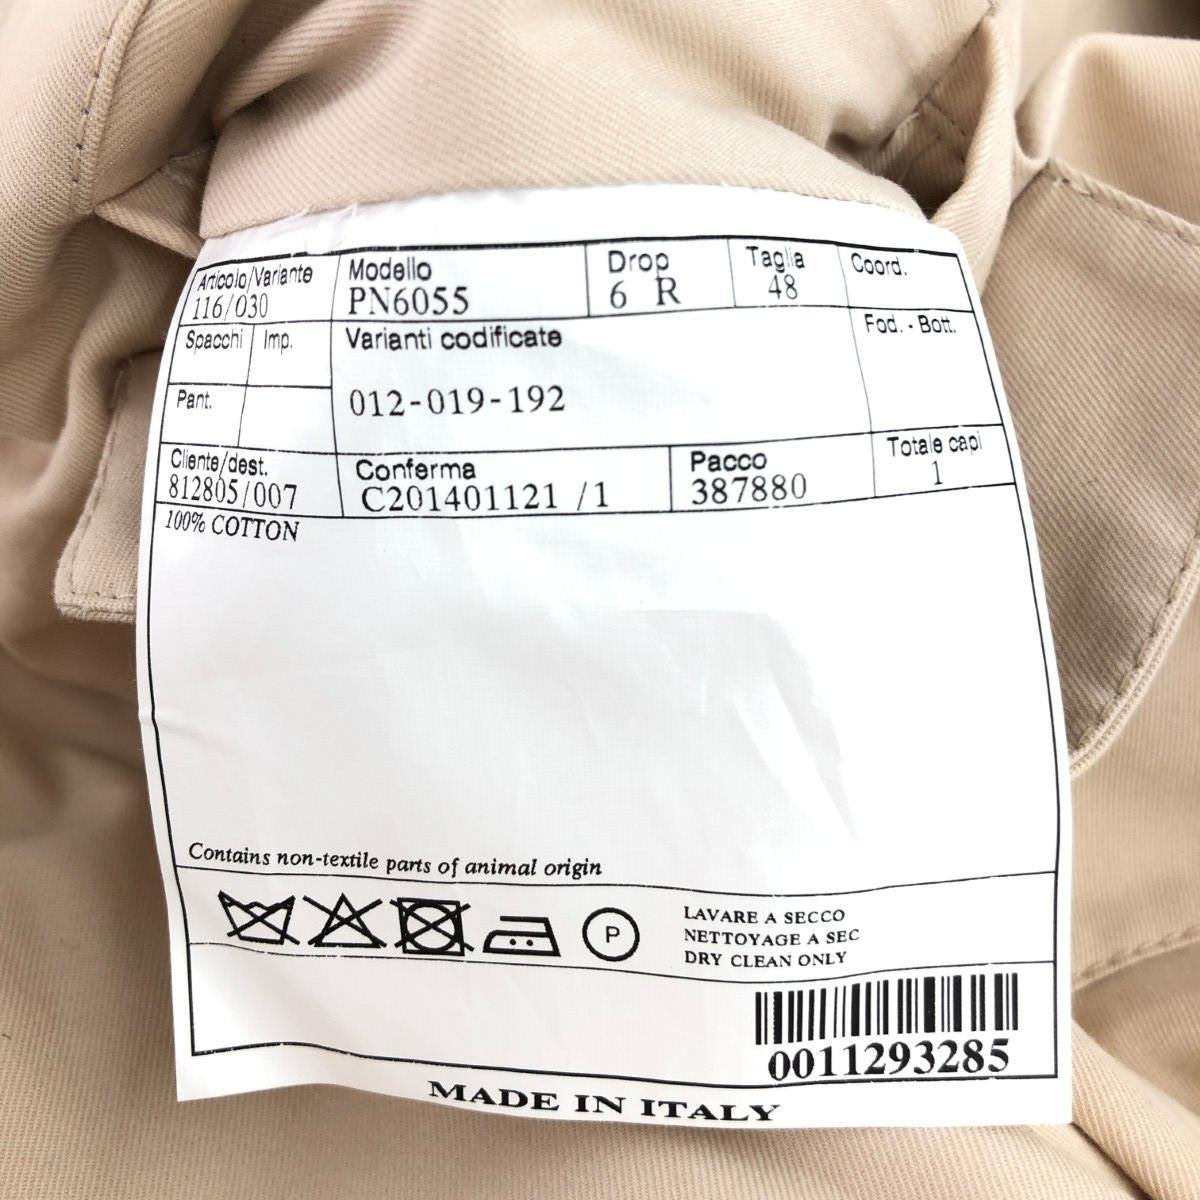 Articolo/Variante Modello Drop Taglia Coord.
116/030 PN6055 6 R 48
Spacchi Imp. Varianti codificate Fod. - Bott.
Pant. 012-019-192
Cliente/dest. Conferma Pacco Totale capi
812805/007 C201401121 /1 387880 1
100% COTTON
Contains non-textile parts of animal origin
P
LAVARE A SECCO
NETTOYAGE A SEC
DRY CLEAN ONLY
0011293285
MADE IN ITALY